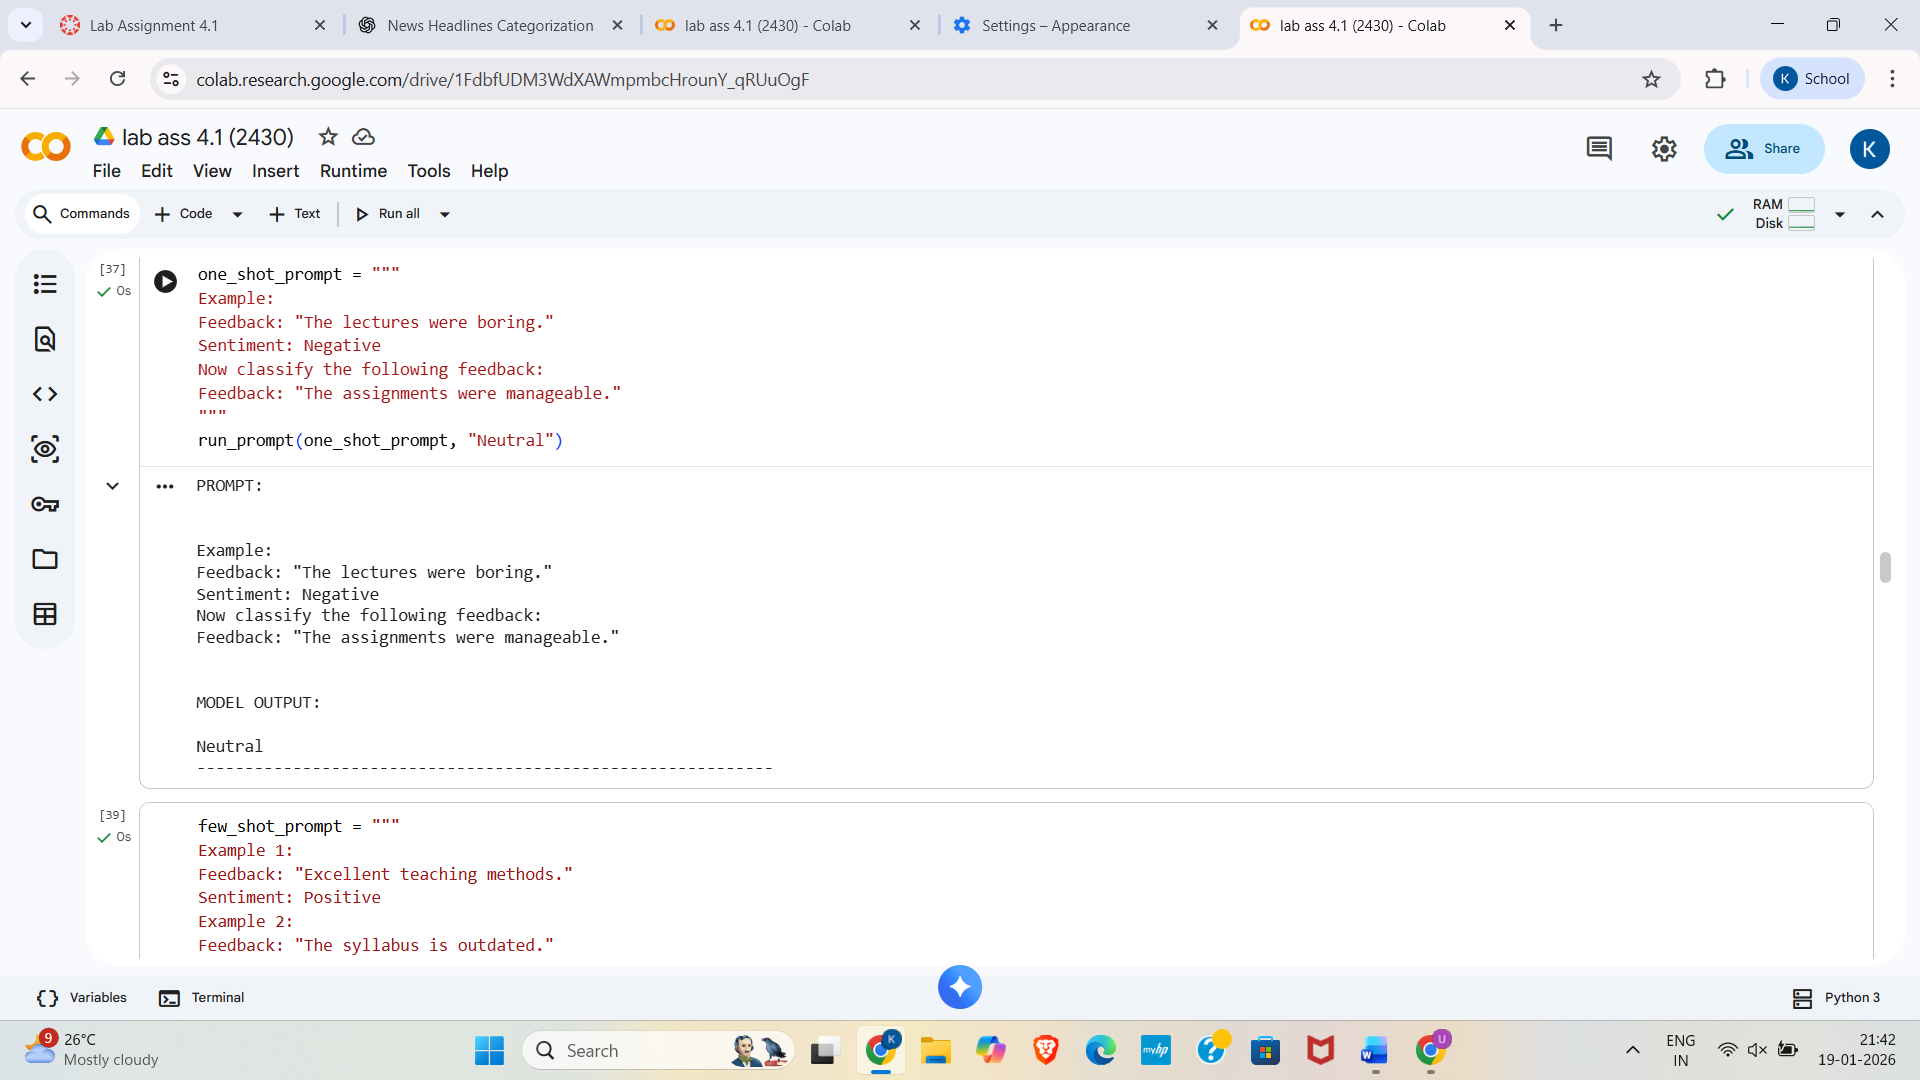 Lab Assignment 4.1
News Headlines Categorization
lab ass 4.1 (2430) - Colab
Settings – Appearance
lab ass 4.1 (2430) - Colab
colab.research.google.com/drive/1FdbfUDM3WdXAWmpmbcHrounY_qRUuOgF
K School
lab ass 4.1 (2430)
Share
K
File Edit View Insert Runtime Tools Help
Commands + Code + Text Run all
RAM
Disk
[37]
0s
one_shot_prompt = """
Example:
Feedback: "The lectures were boring."
Sentiment: Negative
Now classify the following feedback:
Feedback: "The assignments were manageable."
"""
run_prompt(one_shot_prompt, "Neutral")
PROMPT:
Example:
Feedback: "The lectures were boring."
Sentiment: Negative
Now classify the following feedback:
Feedback: "The assignments were manageable."
MODEL OUTPUT:
Neutral
------------------------------------------------------------
[39]
0s
few_shot_prompt = """
Example 1:
Feedback: "Excellent teaching methods."
Sentiment: Positive
Example 2:
Feedback: "The syllabus is outdated."
Variables
Terminal
Python 3
9
26°C
Mostly cloudy
Search
K
myhp
W
U
ENG
IN
21:42
19-01-2026